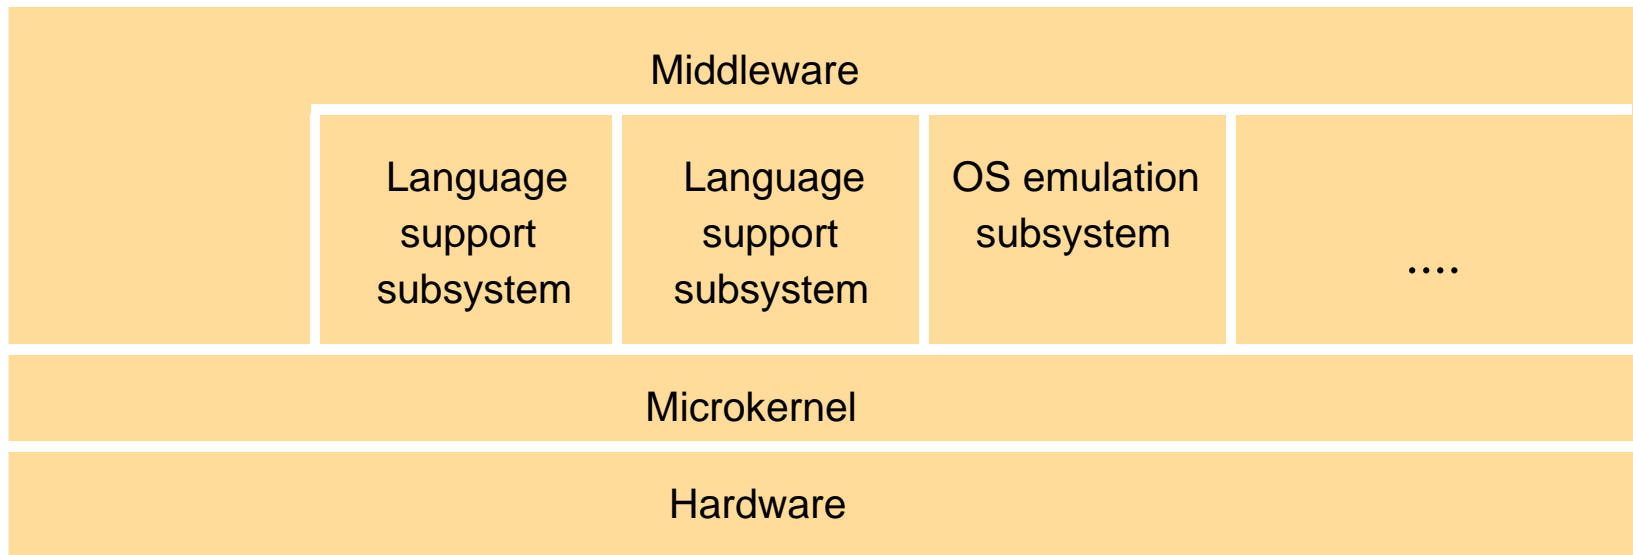 Middleware
Language
support
subsystem
Language
support
subsystem
OS emulation
subsystem
....
Microkernel
Hardware